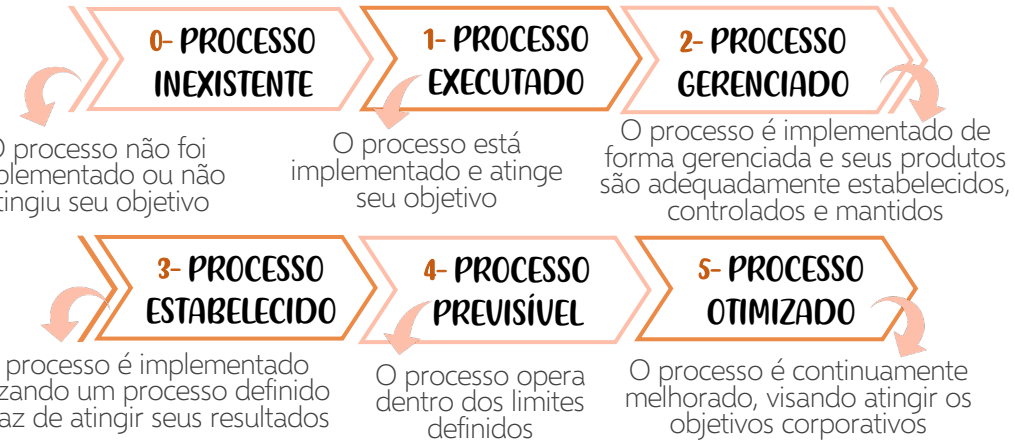 0- PROCESSO
INEXISTENTE
1- PROCESSO
EXECUTADO
2- PROCESSO
GERENCIADO
O processo não foi
plementado ou não
tingiu seu objetivo
O processo está
implementado e atinge
seu objetivo
O processo é implementado de
forma gerenciada e seus produtos
são adequadamente estabelecidos,
controlados e mantidos
3- PROCESSO
ESTABELECIDO
4- PROCESSO
PREVISÍVEL
5- PROCESSO
OTIMIZADO
processo é implementado
zando um processo definido
az de atingir seus resultados
O processo opera
dentro dos limites
definidos
O processo é continuamente
melhorado, visando atingir os
objetivos corporativos